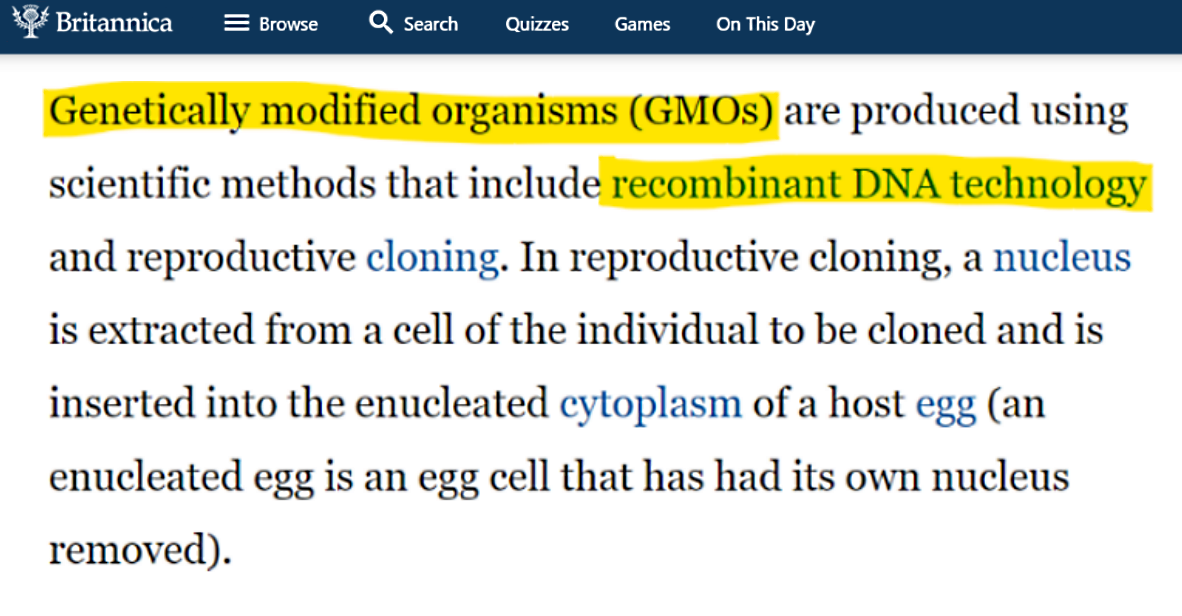 Britannica Browse Search Quizzes Games On This Day
Genetically modified organisms (GMOs) are produced using
scientific methods that include recombinant DNA technology
and reproductive cloning. In reproductive cloning, a nucleus
is extracted from a cell of the individual to be cloned and is
inserted into the enucleated cytoplasm of a host egg (an
enucleated egg is an egg cell that has had its own nucleus
removed).